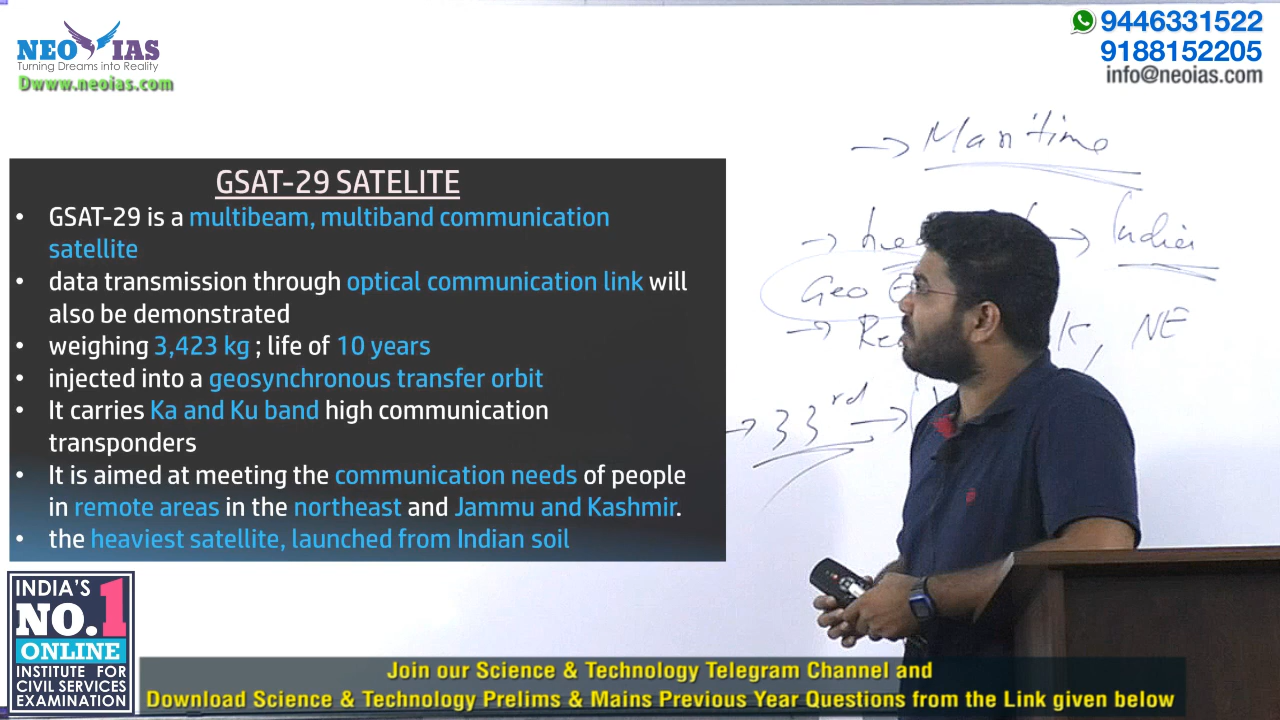 NEO IAS
Turning Dreams into Reality
Dwww.neoias.com
9446331522
9188152205
info@neoias.com
GSAT-29 SATELITE
• GSAT-29 is a multibeam, multiband communication
satellite
• data transmission through optical communication link will
also be demonstrated
• weighing 3,423 kg ; life of 10 years
• injected into a geosynchronous transfer orbit
• It carries Ka and Ku band high communication
transponders
• It is aimed at meeting the communication needs of people
in remote areas in the northeast and Jammu and Kashmir.
• the heaviest satellite, launched from Indian soil
→ Maritime
→ India
Geo
K, NE
→ 33rd →
INDIA'S
NO.1
ONLINE
INSTITUTE FOR
CIVIL SERVICES
EXAMINATION
Join our Science & Technology Telegram Channel and
Download Science & Technology Prelims & Mains Previous Year Questions from the Link given below